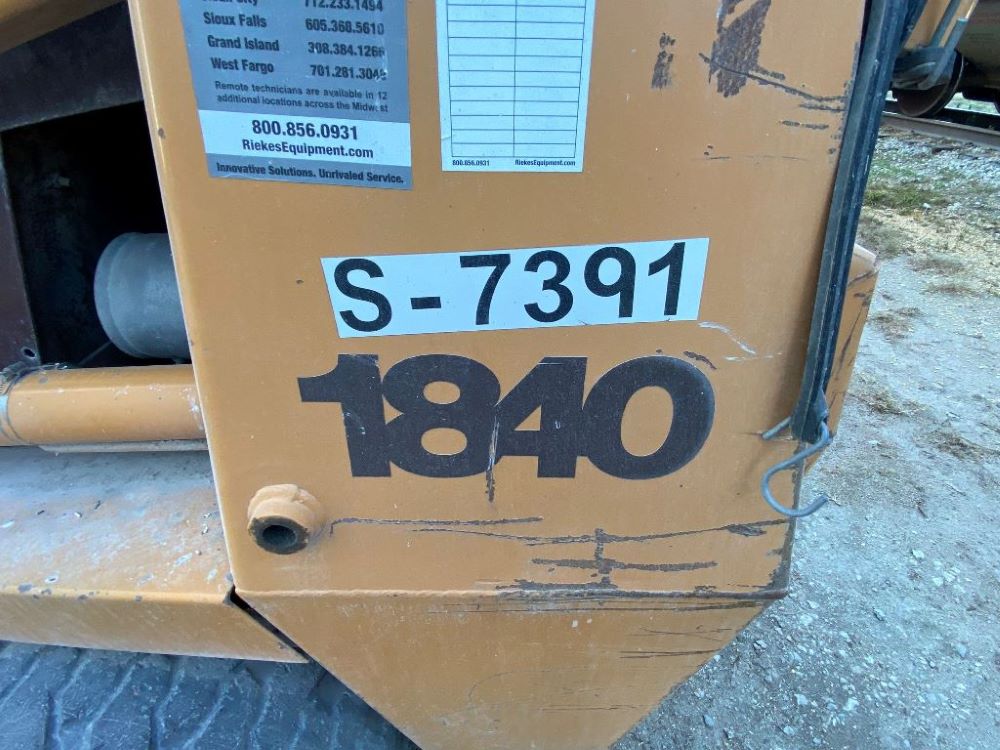 712.233.1494
Sioux Falls 605.360.5610
Grand Island 308.384.1266
West Fargo 701.281.3048
Remote technicians are available in 12
additional locations across the Midwest
800.856.0931
RiekesEquipment.com
Innovative Solutions. Unrivaled Service.
800.856.0931 RiekesEquipment.com
S-7391
1840